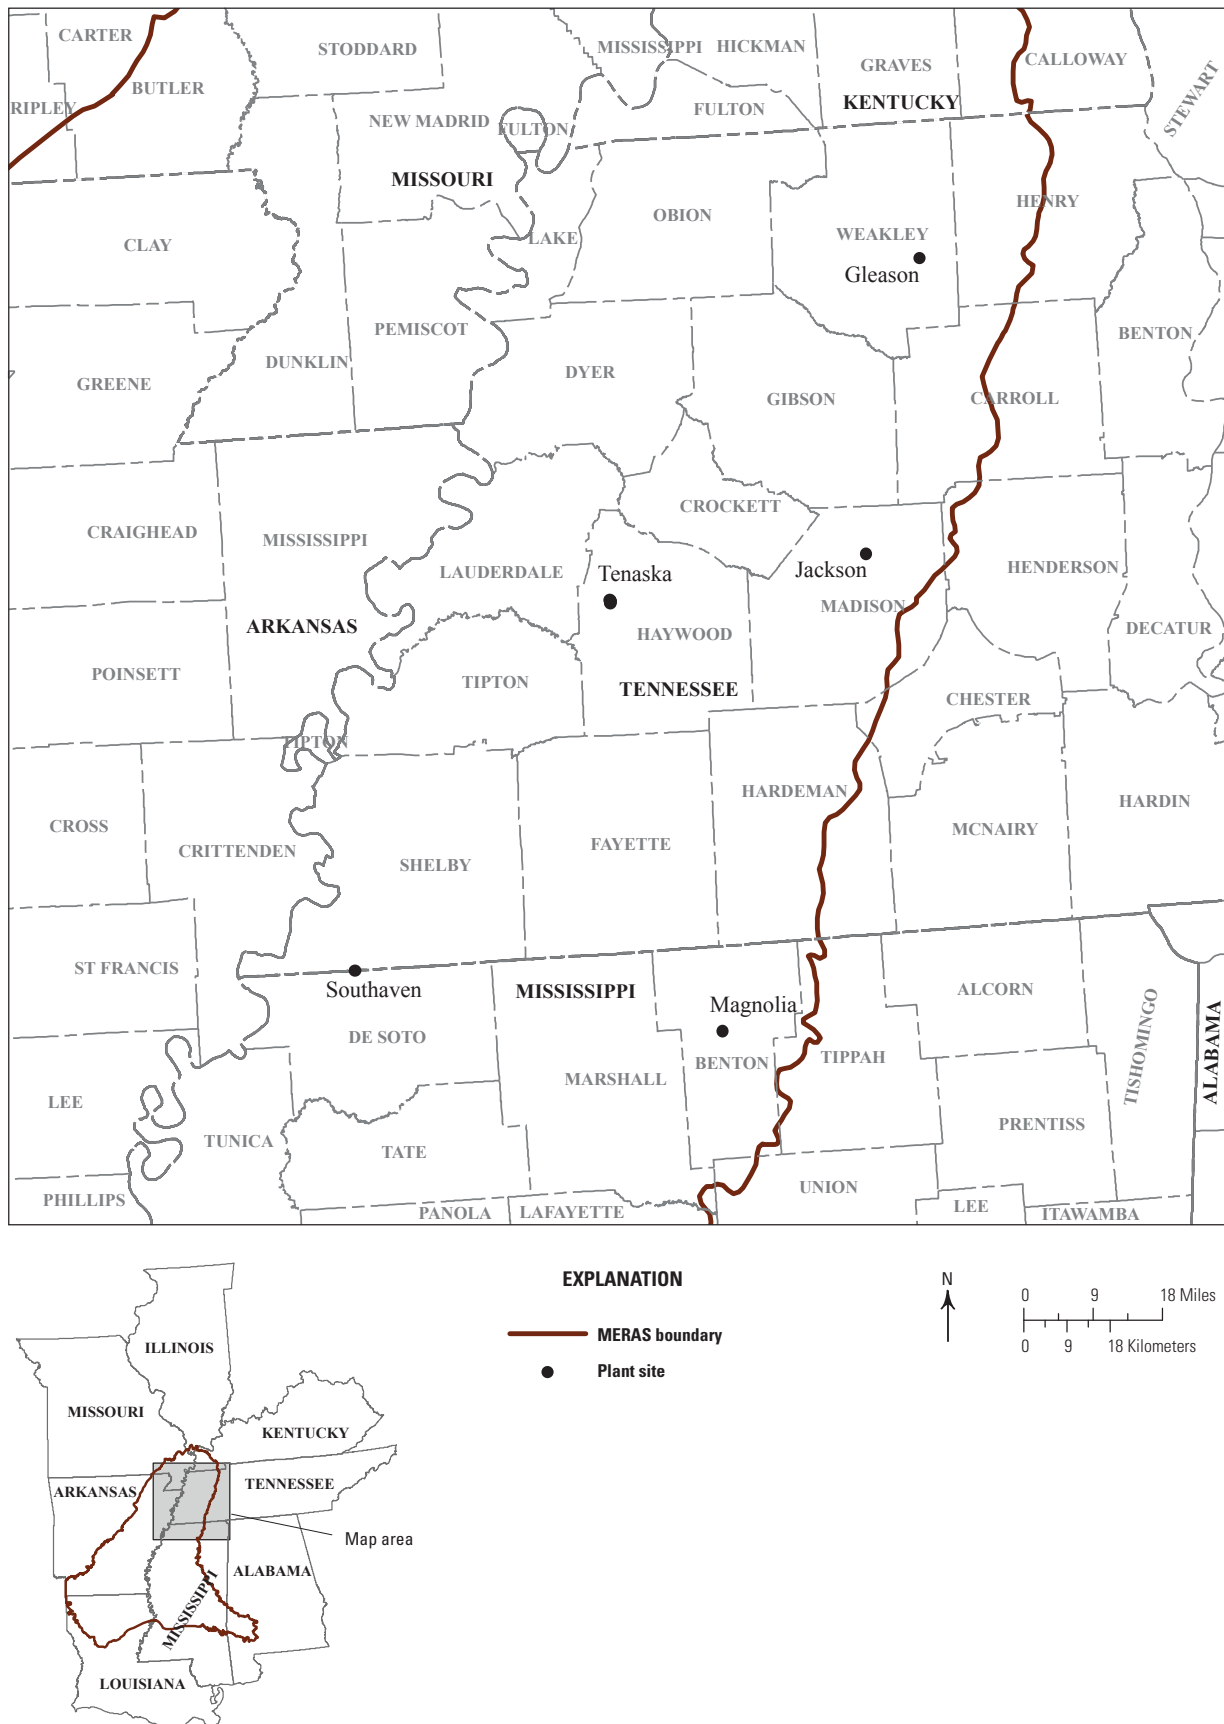 CARTER
STODDARD
MISSISSIPPI
HICKMAN
GRAVES
CALLOWAY
BUTLER
RIPLEY
STEWART
KENTUCKY
FULTON
NEW MADRID
FULTON
MISSOURI
HENRY
OBION
WEAKLEY
LAKE
CLAY
Gleason
PEMISCOT
BENTON
DUNKLIN
DYER
GREENE
GIBSON
CARROLL
CROCKETT
CRAIGHEAD
MISSISSIPPI
LAUDERDALE
Tenaska
Jackson
HENDERSON
MADISON
ARKANSAS
HAYWOOD
DECATUR
POINSETT
TIPTON
TENNESSEE
CHESTER
TIPTON
HARDEMAN
HARDIN
CROSS
MCNAIRY
CRITTENDEN
SHELBY
FAYETTE
ST FRANCIS
Southaven
MISSISSIPPI
ALCORN
Magnolia
DE SOTO
TISHOMINGO
ALABAMA
BENTON
TIPPAH
MARSHALL
LEE
TUNICA
TATE
PRENTISS
PHILLIPS
UNION
PANOLA
LAFAYETTE
LEE
ITAWAMBA
EXPLANATION
MERAS boundary
Plant site
N
0 9 18 Miles
0 9 18 Kilometers
ILLINOIS
MISSOURI
KENTUCKY
TENNESSEE
ARKANSAS
Map area
ALABAMA
MISSISSIPPI
LOUISIANA